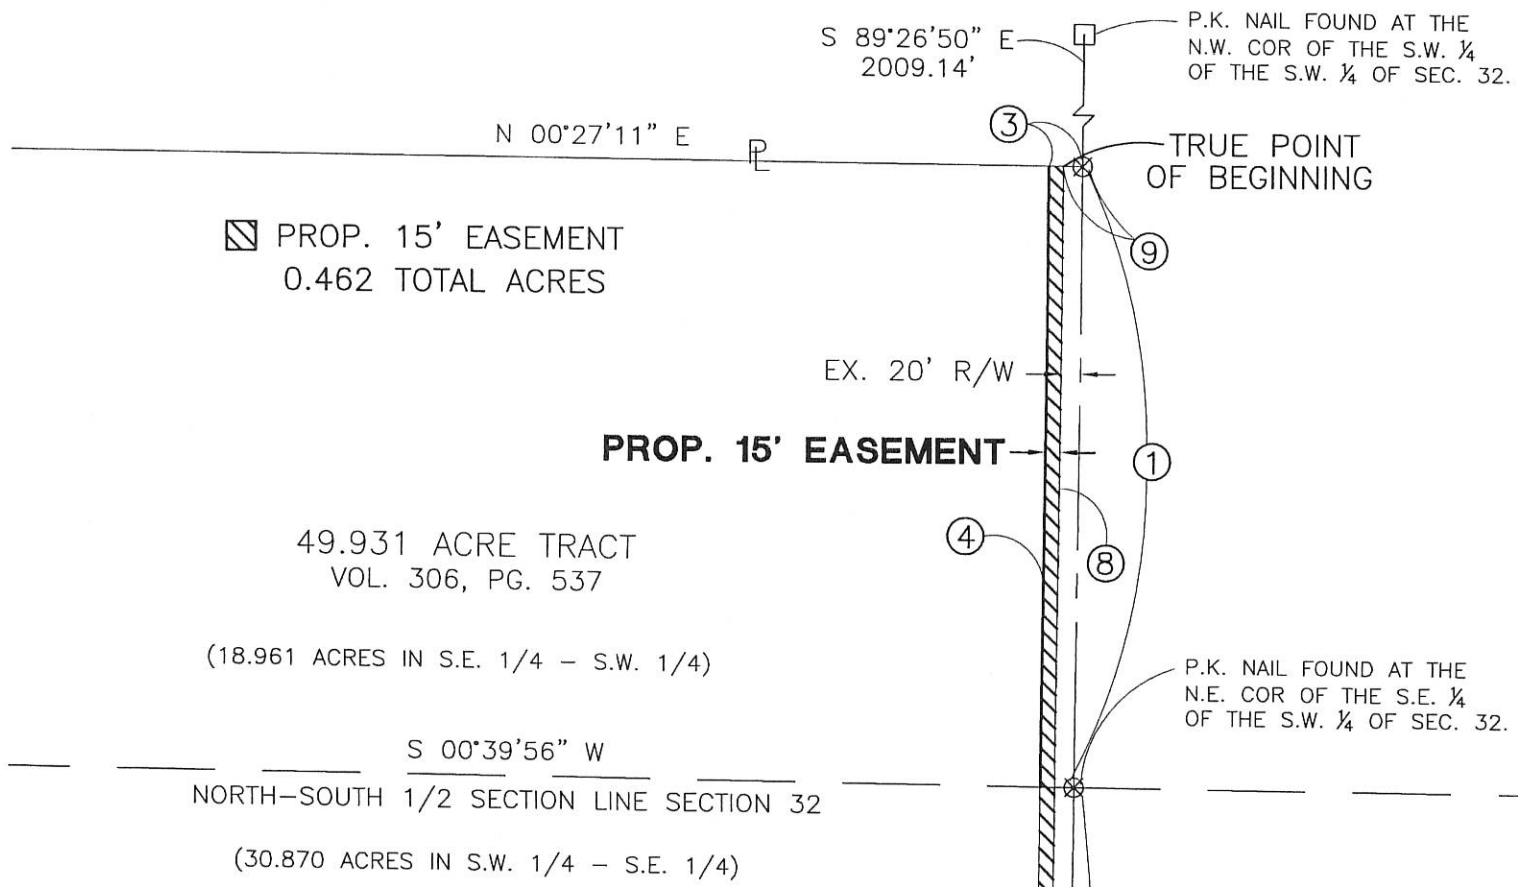 S 89°26'50" E
2009.14'
P.K. NAIL FOUND AT THE
N.W. COR OF THE S.W. ¼
OF THE S.W. ¼ OF SEC. 32.
N 00°27'11" E
PL
3
TRUE POINT
OF BEGINNING
PROP. 15' EASEMENT
0.462 TOTAL ACRES
9
EX. 20' R/W
PROP. 15' EASEMENT
1
49.931 ACRE TRACT
VOL. 306, PG. 537
4
8
(18.961 ACRES IN S.E. 1/4 – S.W. 1/4)
P.K. NAIL FOUND AT THE
N.E. COR OF THE S.E. ¼
OF THE S.W. ¼ OF SEC. 32.
S 00°39'56" W
NORTH–SOUTH 1/2 SECTION LINE SECTION 32
(30.870 ACRES IN S.W. 1/4 – S.E. 1/4)